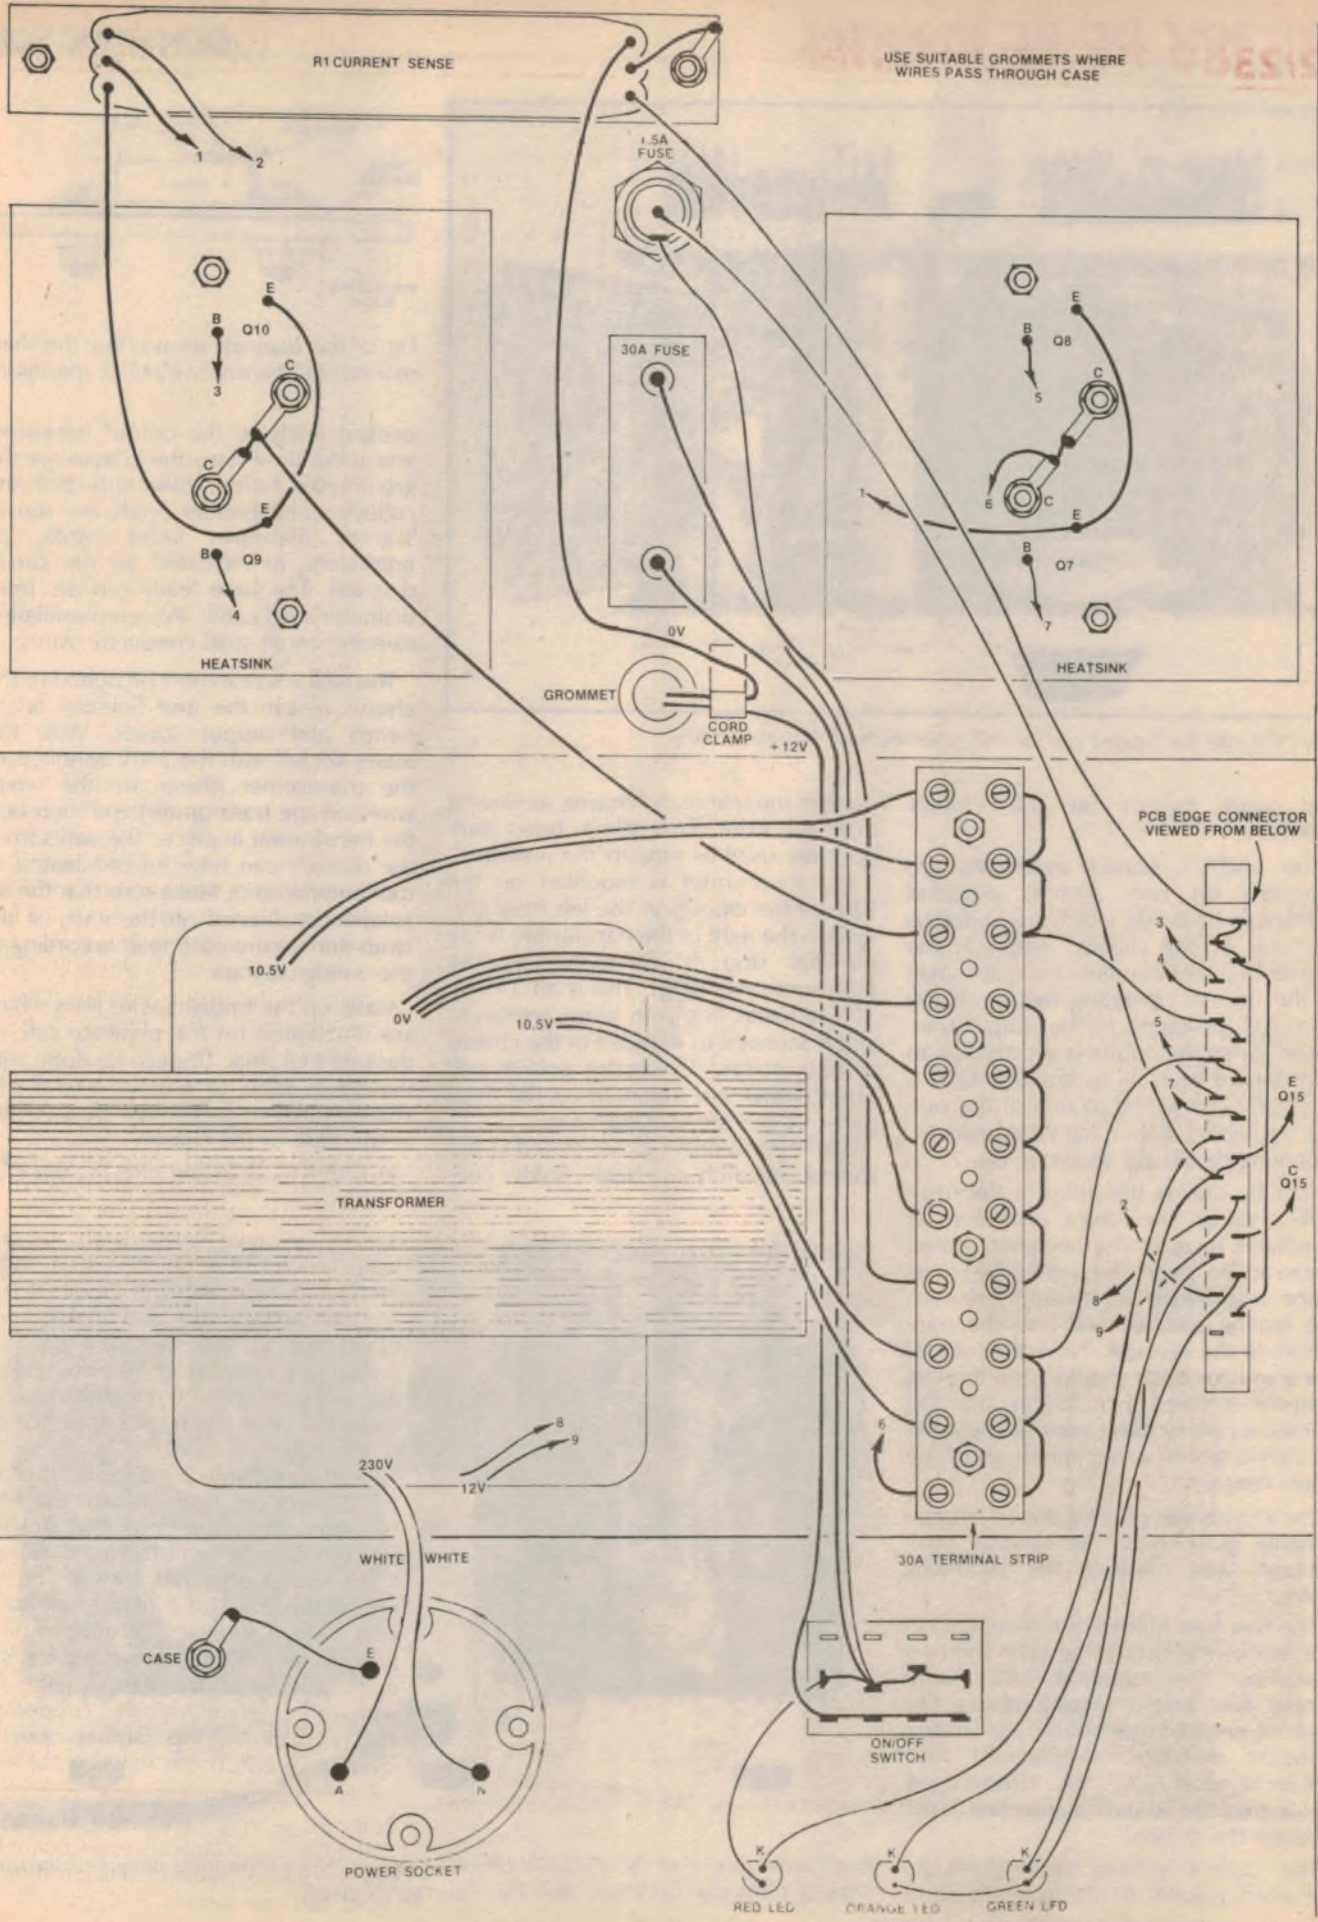 R1 CURRENT SENSE
USE SUITABLE GROMMETS WHERE
WIRES PASS THROUGH CASE
1
2
1.5A
FUSE
E
B
Q10
3
C
C
E
B
Q9
4
HEATSINK
30A FUSE
0V
GROMMET
CORD
CLAMP
+12V
E
B
Q8
5
C
1
6
C
E
B
Q7
7
HEATSINK
PCB EDGE CONNECTOR
VIEWED FROM BELOW
10.5V
0V
10.5V
3
4
5
7
E
Q15
C
Q15
2
8
9
TRANSFORMER
6
8
9
230V
12V
30A TERMINAL STRIP
WHITE
WHITE
CASE
E
A
N
POWER SOCKET
ON/OFF
SWITCH
K
K
K
RED LED
ORANGE LED
GREEN LED